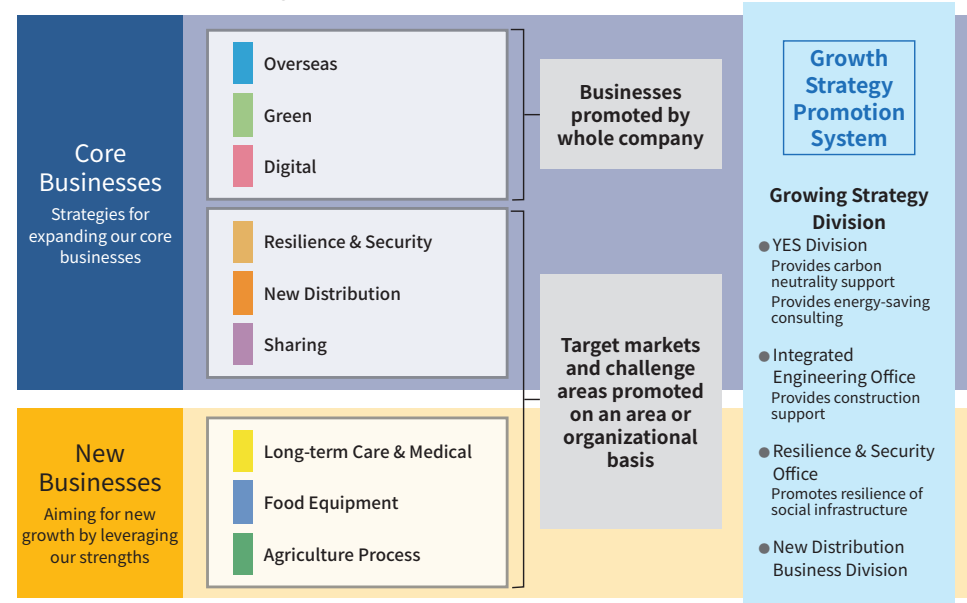 Core
Businesses
Strategies for
expanding our core
businesses
Overseas
Green
Digital
Resilience & Security
New Distribution
Sharing
Businesses
promoted by
whole company
New
Businesses
Aiming for new
growth by leveraging
our strengths
Long-term Care & Medical
Food Equipment
Agriculture Process
Target markets
and challenge
areas promoted
on an area or
organizational
basis
Growth
Strategy
Promotion
System
Growing Strategy
Division
● YES Division
Provides carbon
neutrality support
Provides energy-saving
consulting
● Integrated
Engineering Office
Provides construction
support
● Resilience & Security
Office
Promotes resilience of
social infrastructure
● New Distribution
Business Division